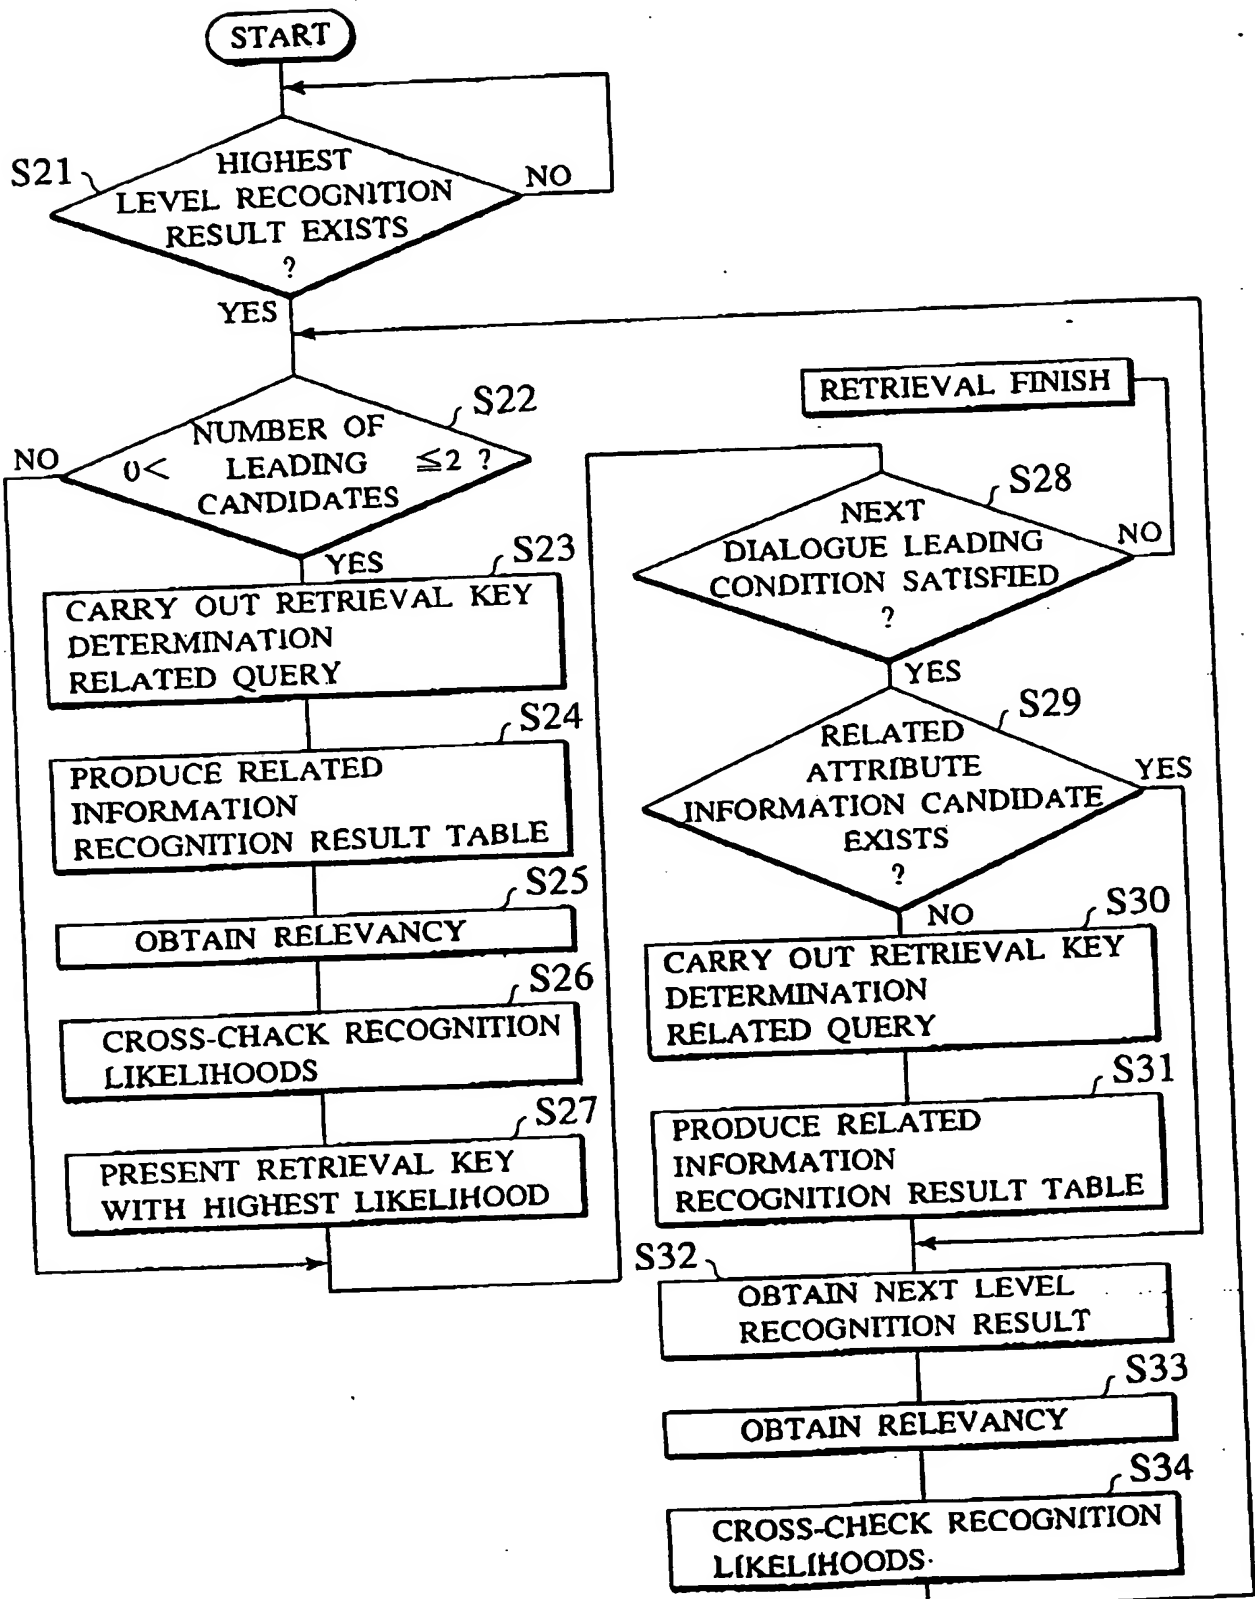 START
S21
HIGHEST
LEVEL RECOGNITION
RESULT EXISTS
?
NO
YES
S22
NUMBER OF
0< LEADING ≦2 ?
CANDIDATES
NO
YES
S23
CARRY OUT RETRIEVAL KEY
DETERMINATION
RELATED QUERY
S24
PRODUCE RELATED
INFORMATION
RECOGNITION RESULT TABLE
S25
OBTAIN RELEVANCY
S26
CROSS-CHACK RECOGNITION
LIKELIHOODS
S27
PRESENT RETRIEVAL KEY
WITH HIGHEST LIKELIHOOD
RETRIEVAL FINISH
S28
NEXT
DIALOGUE LEADING
CONDITION SATISFIED
?
NO
YES
S29
RELATED
ATTRIBUTE
INFORMATION CANDIDATE
EXISTS
?
YES
NO
S30
CARRY OUT RETRIEVAL KEY
DETERMINATION
RELATED QUERY
S31
PRODUCE RELATED
INFORMATION
RECOGNITION RESULT TABLE
S32
OBTAIN NEXT LEVEL
RECOGNITION RESULT
S33
OBTAIN RELEVANCY
S34
CROSS-CHECK RECOGNITION
LIKELIHOODS